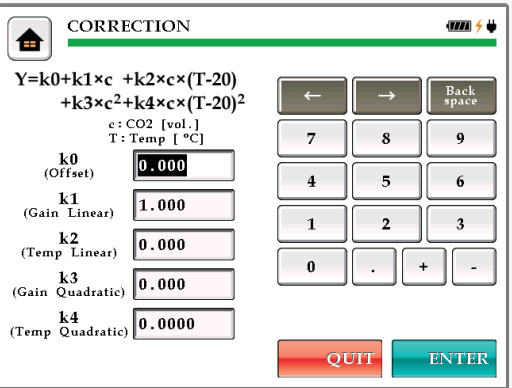 CORRECTION
Y=k0+k1×c +k2×c×(T-20)
+k3×c²+k4×c×(T-20)²
c : CO2 [vol.]
T : Temp [ °C]
k0
(Offset)
0.000
k1
(Gain Linear)
1.000
k2
(Temp Linear)
0.000
k3
(Gain Quadratic)
0.000
k4
(Temp Quadratic)
0.0000
← → Back space
7 8 9
4 5 6
1 2 3
0 . + -
QUIT ENTER